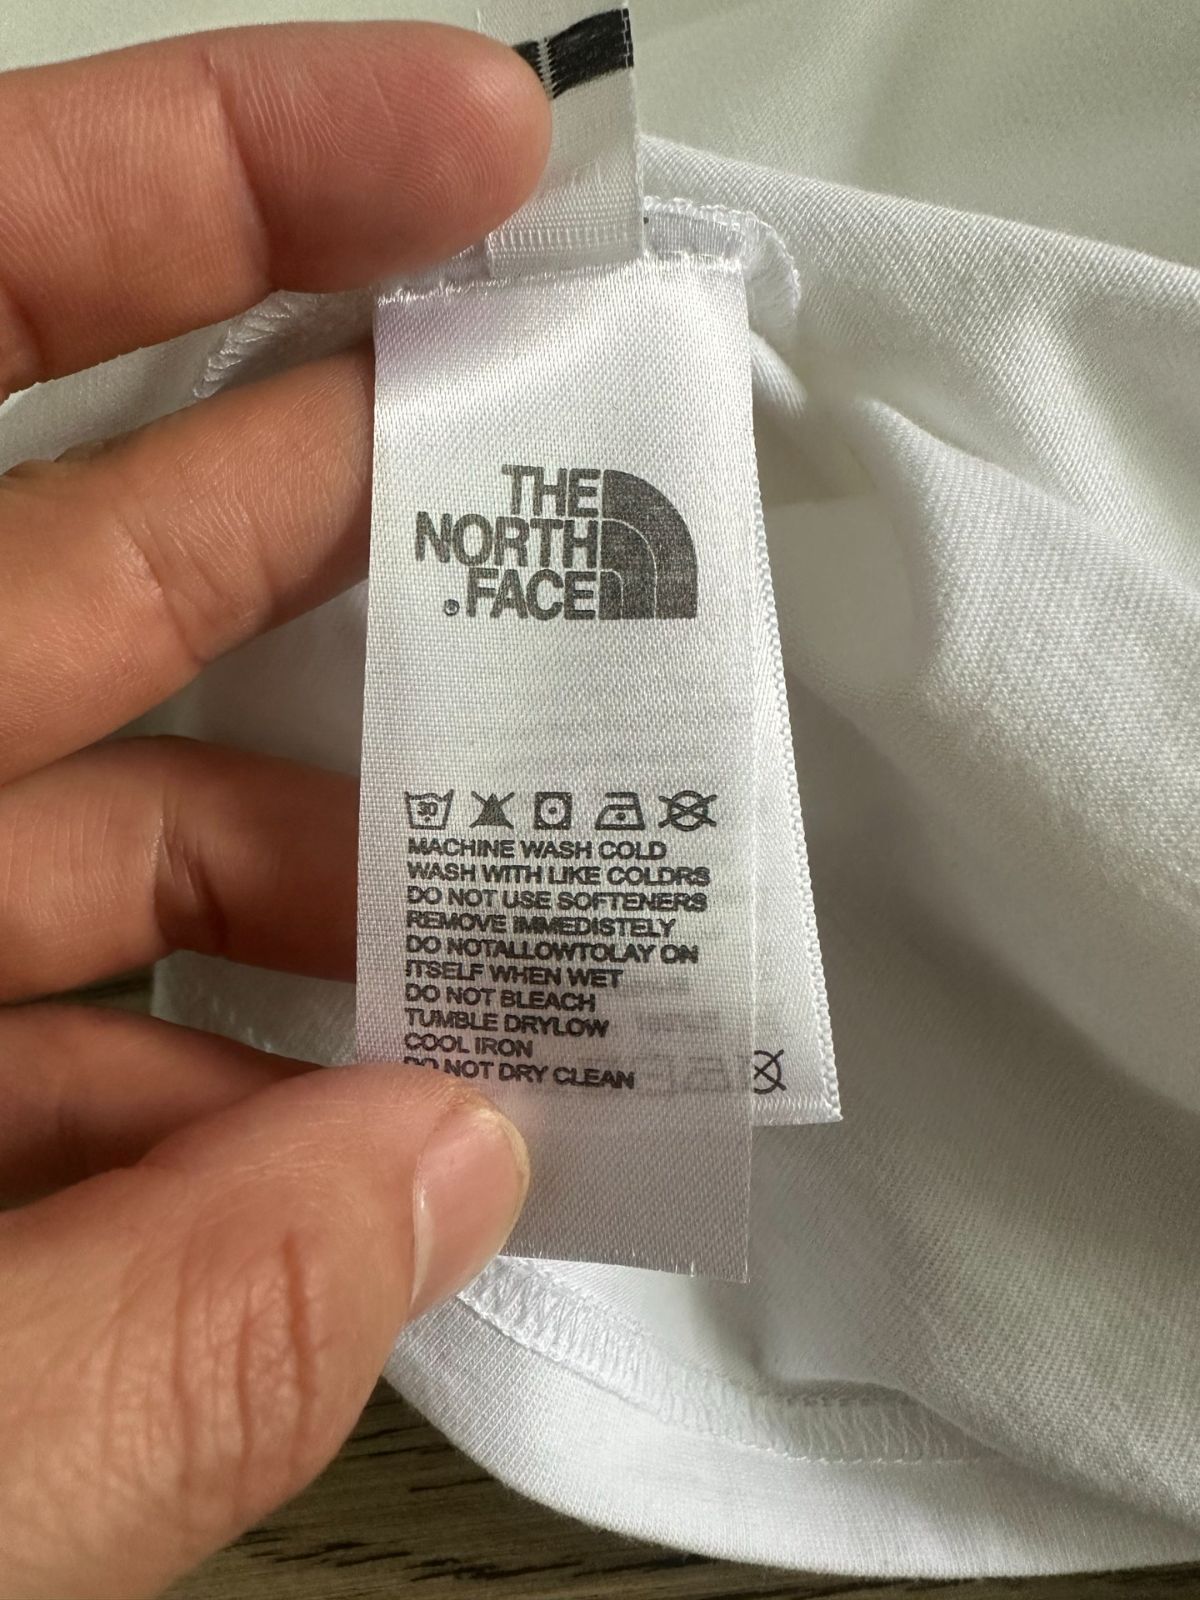 THE
NORTH
FACE
®
30
MACHINE WASH COLD
WASH WITH LIKE COLDRS
DO NOT USE SOFTENERS
REMOVE IMMEDISTELY
DO NOTALLOWTOLAY ON
ITSELF WHEN WET
DO NOT BLEACH
TUMBLE DRYLOW
COOL IRON
DO NOT DRY CLEAN